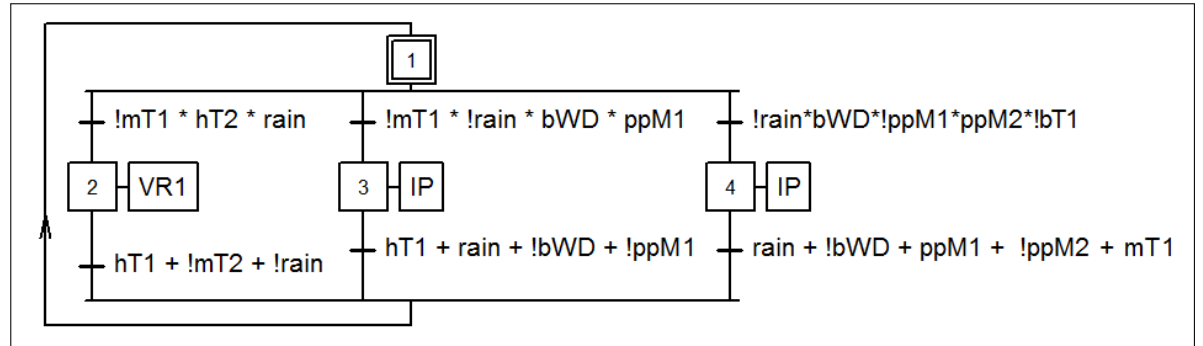 1
!mT1 * hT2 * rain
!mT1 * !rain * bWD * ppM1
!rain*bWD*!ppM1*ppM2*!bT1
2
VR1
3
IP
4
IP
hT1 + !mT2 + !rain
hT1 + rain + !bWD + !ppM1
rain + !bWD + ppM1 + !ppM2 + mT1